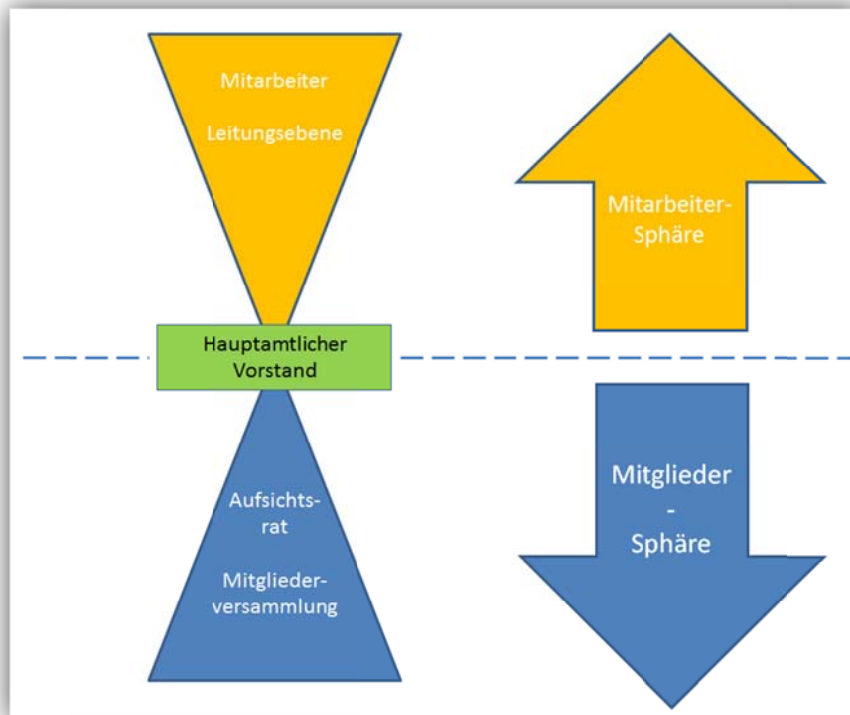 Mitarbeiter
Leitungsebene
Mitarbeiter-
Sphäre
Hauptamtlicher
Vorstand
Aufsichts-
rat
Mitglieder-
versammlung
Mitglieder
-
Sphäre